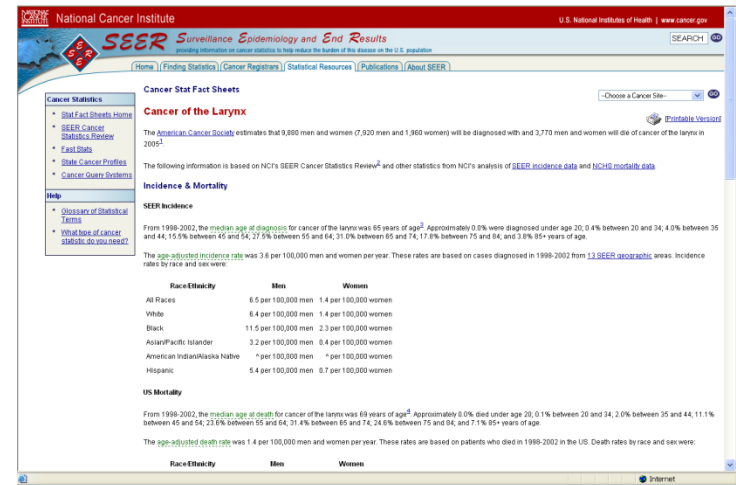 NATIONAL CANCER INSTITUTE National Cancer Institute
U.S. National Institutes of Health | www.cancer.gov
SEER Surveillance Epidemiology and End Results
providing information on cancer statistics to help reduce the burden of this disease on the U.S. population
SEARCH GO
Home Finding Statistics Cancer Registrars Statistical Resources Publications About SEER
Cancer Statistics
* Stat Fact Sheets Home
* SEER Cancer
Statistics Review
* Fast Stats
* State Cancer Profiles
* Cancer Query Systems
Help
* Glossary of Statistical
Terms
* What type of cancer
statistic do you need?
Cancer Stat Fact Sheets
-Choose a Cancer Site-- GO
Cancer of the Larynx
[Printable Version]
The American Cancer Society estimates that 9,880 men and women (7,920 men and 1,960 women) will be diagnosed with and 3,770 men and women will die of cancer of the larynx in
2005 1
The following information is based on NCI's SEER Cancer Statistics Review 2 and other statistics from NCI's analysis of SEER incidence data and NCHS mortality data.
Incidence & Mortality
SEER Incidence
From 1998-2002, the median age at diagnosis for cancer of the larynx was 65 years of age 3. Approximately 0.0% were diagnosed under age 20; 0.4% between 20 and 34; 4.0% between 35
and 44; 15.5% between 45 and 54; 27.5% between 55 and 64; 31.0% between 65 and 74; 17.8% between 75 and 84; and 3.8% 85+ years of age.
The age-adjusted incidence rate was 3.6 per 100,000 men and women per year. These rates are based on cases diagnosed in 1998-2002 from 13 SEER geographic areas. Incidence
rates by race and sex were:
Race/Ethnicity Men Women
All Races 6.5 per 100,000 men 1.4 per 100,000 women
White 6.4 per 100,000 men 1.4 per 100,000 women
Black 11.5 per 100,000 men 2.3 per 100,000 women
Asian/Pacific Islander 3.2 per 100,000 men 0.4 per 100,000 women
American Indian/Alaska Native ^ per 100,000 men ^ per 100,000 women
Hispanic 5.4 per 100,000 men 0.7 per 100,000 women
US Mortality
From 1998-2002, the median age at death for cancer of the larynx was 69 years of age 4. Approximately 0.0% died under age 20; 0.1% between 20 and 34; 2.0% between 35 and 44; 11.1%
between 45 and 54; 23.6% between 55 and 64; 31.4% between 65 and 74; 24.6% between 75 and 84; and 7.1% 85+ years of age.
The age-adjusted death rate was 1.4 per 100,000 men and women per year. These rates are based on patients who died in 1998-2002 in the US. Death rates by race and sex were:
Race/Ethnicity Men Women
Internet